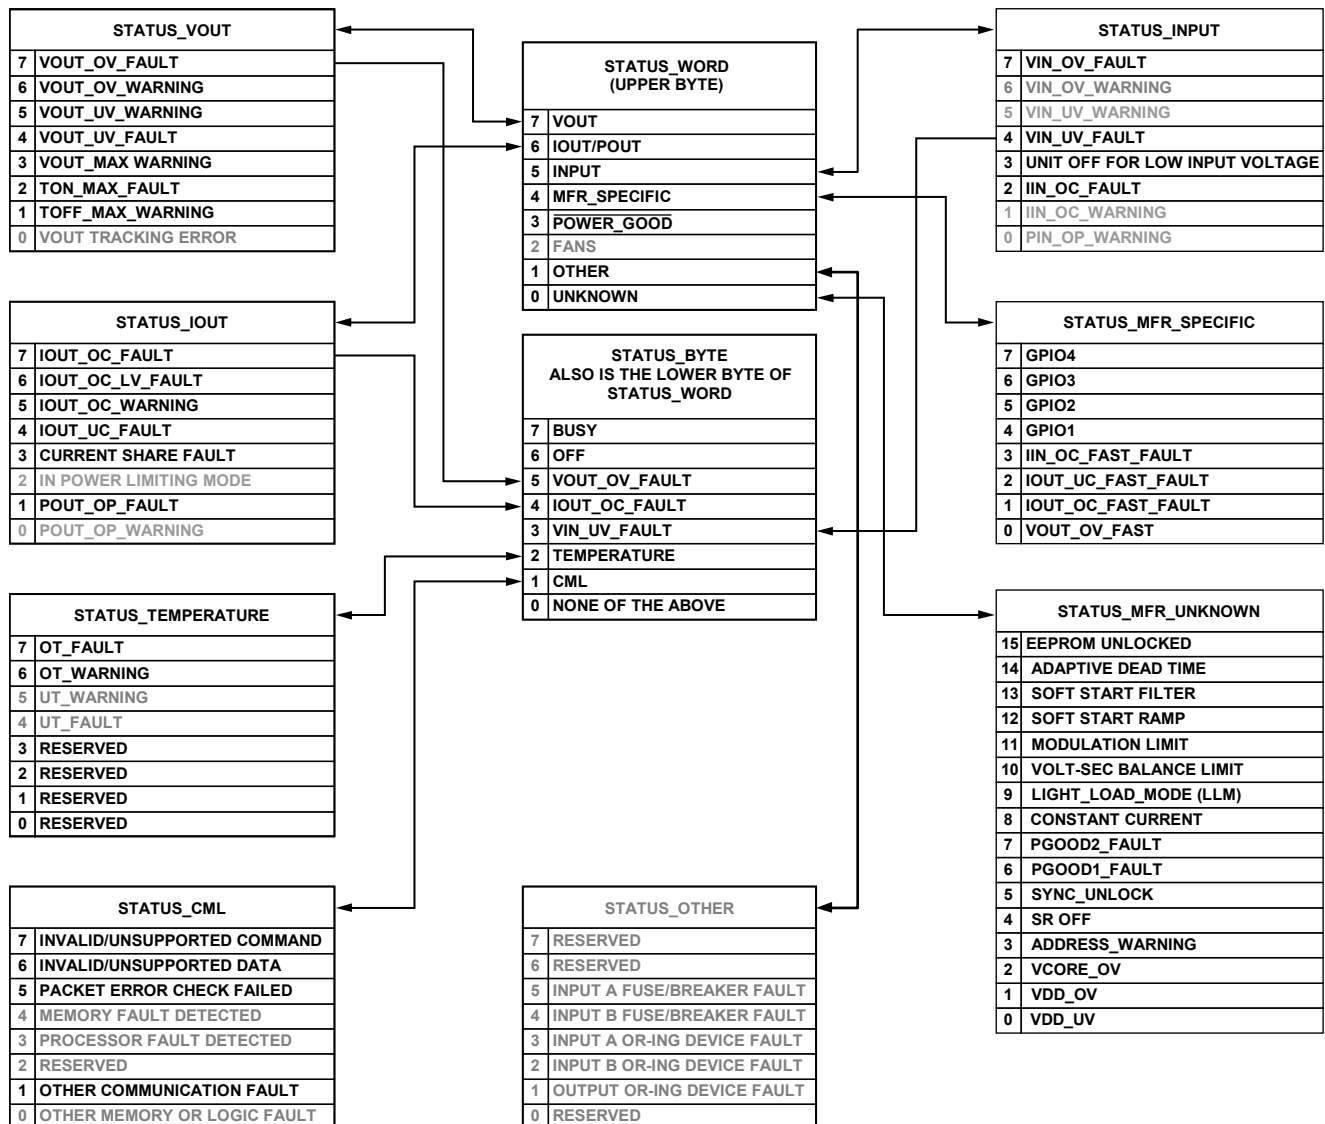 STATUS_VOUT
7 VOUT_OV_FAULT
6 VOUT_OV_WARNING
5 VOUT_UV_WARNING
4 VOUT_UV_FAULT
3 VOUT_MAX WARNING
2 TON_MAX_FAULT
1 TOFF_MAX_WARNING
0 VOUT TRACKING ERROR
STATUS_IOUT
7 IOUT_OC_FAULT
6 IOUT_OC_LV_FAULT
5 IOUT_OC_WARNING
4 IOUT_UC_FAULT
3 CURRENT SHARE FAULT
2 IN POWER LIMITING MODE
1 POUT_OP_FAULT
0 POUT_OP_WARNING
STATUS_TEMPERATURE
7 OT_FAULT
6 OT_WARNING
5 UT_WARNING
4 UT_FAULT
3 RESERVED
2 RESERVED
1 RESERVED
0 RESERVED
STATUS_CML
7 INVALID/UNSUPPORTED COMMAND
6 INVALID/UNSUPPORTED DATA
5 PACKET ERROR CHECK FAILED
4 MEMORY FAULT DETECTED
3 PROCESSOR FAULT DETECTED
2 RESERVED
1 OTHER COMMUNICATION FAULT
0 OTHER MEMORY OR LOGIC FAULT
STATUS_WORD
(UPPER BYTE)
7 VOUT
6 IOUT/POUT
5 INPUT
4 MFR_SPECIFIC
3 POWER_GOOD
2 FANS
1 OTHER
0 UNKNOWN
STATUS_BYTE
ALSO IS THE LOWER BYTE OF
STATUS_WORD
7 BUSY
6 OFF
5 VOUT_OV_FAULT
4 IOUT_OC_FAULT
3 VIN_UV_FAULT
2 TEMPERATURE
1 CML
0 NONE OF THE ABOVE
STATUS_OTHER
7 RESERVED
6 RESERVED
5 INPUT A FUSE/BREAKER FAULT
4 INPUT B FUSE/BREAKER FAULT
3 INPUT A OR-ING DEVICE FAULT
2 INPUT B OR-ING DEVICE FAULT
1 OUTPUT OR-ING DEVICE FAULT
0 RESERVED
STATUS_INPUT
7 VIN_OV_FAULT
6 VIN_OV_WARNING
5 VIN_UV_WARNING
4 VIN_UV_FAULT
3 UNIT OFF FOR LOW INPUT VOLTAGE
2 IIN_OC_FAULT
1 IIN_OC_WARNING
0 PIN_OP_WARNING
STATUS_MFR_SPECIFIC
7 GPIO4
6 GPIO3
5 GPIO2
4 GPIO1
3 IIN_OC_FAST_FAULT
2 IOUT_UC_FAST_FAULT
1 IOUT_OC_FAST_FAULT
0 VOUT_OV_FAST
STATUS_MFR_UNKNOWN
15 EEPROM UNLOCKED
14 ADAPTIVE DEAD TIME
13 SOFT START FILTER
12 SOFT START RAMP
11 MODULATION LIMIT
10 VOLT-SEC BALANCE LIMIT
9 LIGHT_LOAD_MODE (LLM)
8 CONSTANT CURRENT
7 PGOOD2_FAULT
6 PGOOD1_FAULT
5 SYNC_UNLOCK
4 SR OFF
3 ADDRESS_WARNING
2 VCORE_OV
1 VDD_OV
0 VDD_UV